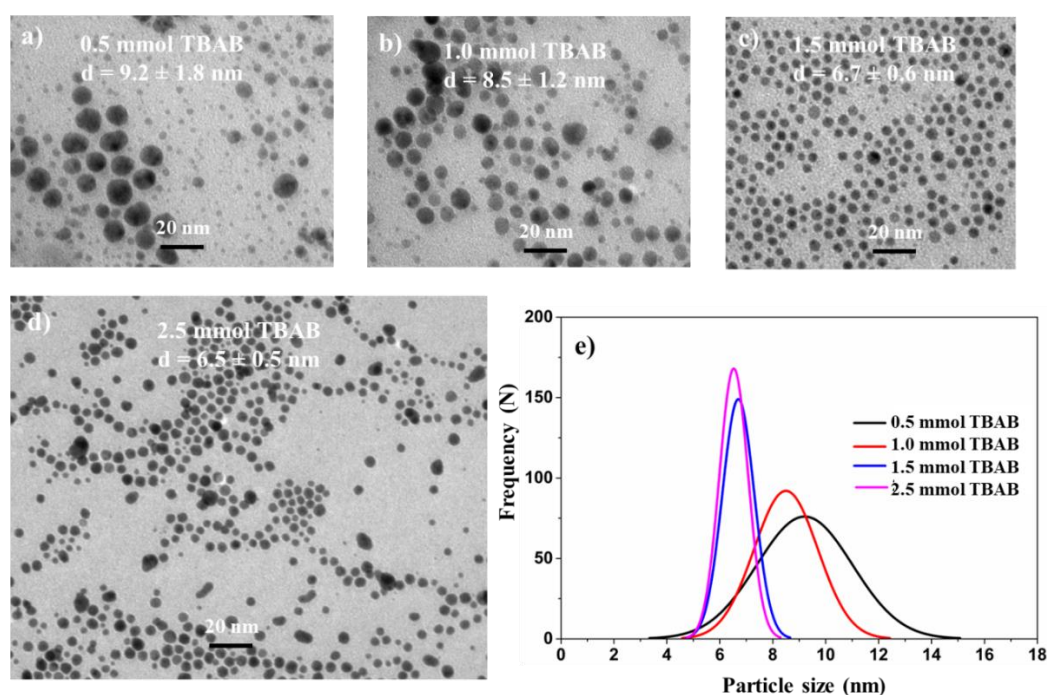 a)
0.5 mmol TBAB
d = 9.2 ± 1.8 nm
20 nm
b)
1.0 mmol TBAB
d = 8.5 ± 1.2 nm
20 nm
c)
1.5 mmol TBAB
d = 6.7 ± 0.6 nm
20 nm
d)
2.5 mmol TBAB
d = 6.5 ± 0.5 nm
20 nm
e)
Frequency (N)
200
150
100
50
0
0.5 mmol TBAB
1.0 mmol TBAB
1.5 mmol TBAB
2.5 mmol TBAB
0 2 4 6 8 10 12 14 16 18
Particle size (nm)